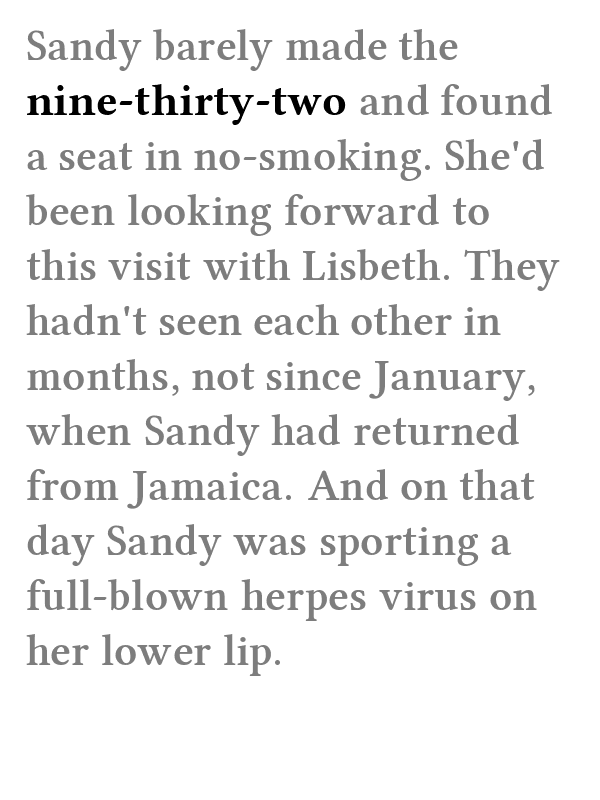 Sandy barely made the
nine-thirty-two and found
a seat in no-smoking. She'd
been looking forward to
this visit with Lisbeth. They
hadn't seen each other in
months, not since January,
when Sandy had returned
from Jamaica. And on that
day Sandy was sporting a
full-blown herpes virus on
her lower lip.